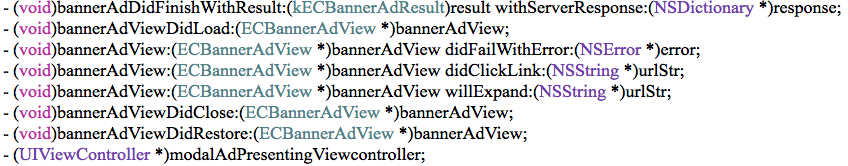 - (void)bannerAdDidFinishWithResult:(kECBannerAdResult)result withServerResponse:(NSDictionary *)response;
- (void)bannerAdViewDidLoad:(ECBannerAdView *)bannerAdView;
- (void)bannerAdView:(ECBannerAdView *)bannerAdView didFailWithError:(NSError *)error;
- (void)bannerAdView:(ECBannerAdView *)bannerAdView didClickLink:(NSString *)urlStr;
- (void)bannerAdView:(ECBannerAdView *)bannerAdView willExpand:(NSString *)urlStr;
- (void)bannerAdViewDidClose:(ECBannerAdView *)bannerAdView;
- (void)bannerAdViewDidRestore:(ECBannerAdView *)bannerAdView;
- (UIViewController *)modalAdPresentingViewcontroller;